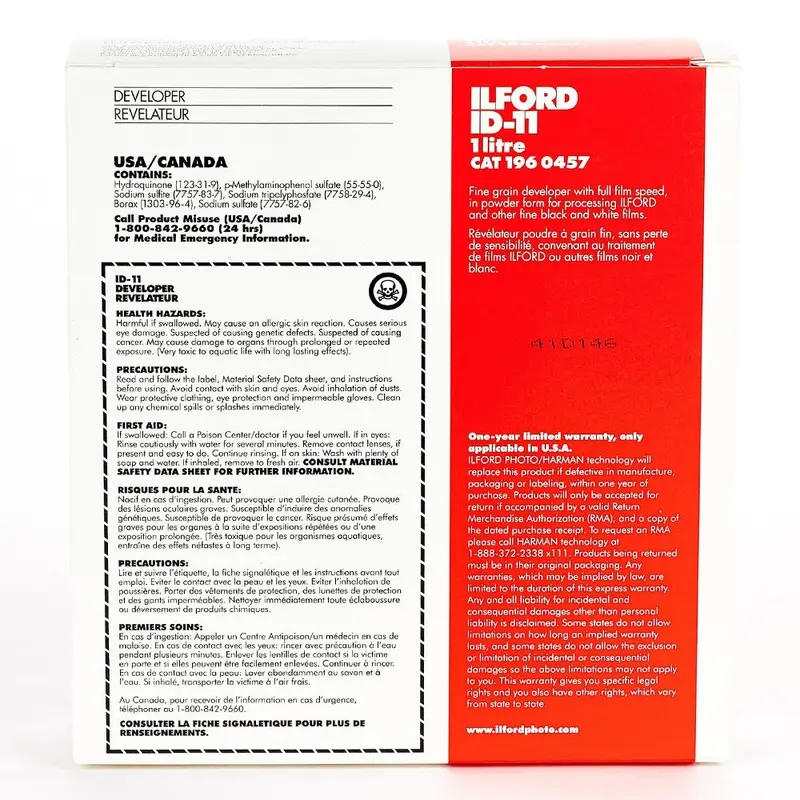 DEVELOPER
REVELATEUR
USA/CANADA
CONTAINS:
Hydroquinone (123-31-9), p-Methylaminophenol sulfate (55-55-0),
Sodium sulfite (7757-83-7), Sodium tripolyphosphate (7758-29-4),
Borax (1303-96-4), Sodium sulfate (7757-82-6)
Call Product Misuse (USA/Canada)
1-800-842-9660 (24 hrs)
for Medical Emergency Information.
ID-11
DEVELOPER
REVELATEUR
HEALTH HAZARDS:
Harmful if swallowed. May cause an allergic skin reaction. Causes serious
eye damage. Suspected of causing genetic defects. Suspected of causing
cancer. May cause damage to organs through prolonged or repeated
exposure. (Very toxic to aquatic life with long lasting effects).
PRECAUTIONS:
Read and follow the label, Material Safety Data sheet, and instructions
before using. Avoid contact with skin and eyes. Avoid inhalation of dusts.
Wear protective clothing, eye protection and impermeable gloves. Clean
up any chemical spills or splashes immediately.
FIRST AID:
If swallowed: Call a Poison Center/doctor if you feel unwell. If in eyes:
Rinse cautiously with water for several minutes. Remove contact lenses, if
present and easy to do. Continue rinsing. If on skin: Wash with plenty of
soap and water. If inhaled, remove to fresh air. CONSULT MATERIAL
SAFETY DATA SHEET FOR FURTHER INFORMATION.
RISQUES POUR LA SANTE:
Nocif en cas d'ingestion. Peut provoquer une allergie cutanée. Provoque
des lésions oculaires graves. Susceptible d'induire des anomalies
génétiques. Susceptible de provoquer le cancer. Risque présumé d'effets
graves pour les organes à la suite d'expositions répétées ou d'une
exposition prolongée. (Très toxique pour les organismes aquatiques,
entraîne des effets néfastes à long terme).
PRECAUTIONS:
Lire et suivre l'étiquette, la fiche signalétique et les instructions avant tout
emploi. Eviter le contact avec la peau et les yeux. Eviter l'inhalation de
poussières. Porter des vêtements de protection, des lunettes de protection
et des gants imperméables. Nettoyer immédiatement toute éclaboussure
ou déversement de produits chimiques.
PREMIERS SOINS:
En cas d'ingestion: Appeler un Centre Antipoison/un médecin en cas de
malaise. En cas de contact avec les yeux: rincer avec précaution à l'eau
pendant plusieurs minutes. Enlever les lentilles de contact si la victime
en porte et si elles peuvent être facilement enlevées. Continuer à rincer.
En cas de contact avec la peau: Laver abondamment au savon et à
l'eau. Si inhalé, transporter la victime à l'air frais.
Au Canada, pour recevoir de l'information en cas d'urgence,
téléphoner au 1-800-842-9660.
CONSULTER LA FICHE SIGNALETIQUE POUR PLUS DE
RENSEIGNEMENTS.
ILFORD
ID-11
1 litre
CAT 196 0457
Fine grain developer with full film speed,
in powder form for processing ILFORD
and other fine black and white films.
Révélateur poudre à grain fin, sans perte
de sensibilité, convenant au traitement
de films ILFORD ou autres films noir et
blanc.
41D146
One-year limited warranty, only
applicable in U.S.A.
ILFORD PHOTO/HARMAN technology will
replace this product if defective in manufacture,
packaging or labeling, within one year of
purchase. Products will only be accepted for
return if accompanied by a valid Return
Merchandise Authorization (RMA), and a copy of
the dated purchase receipt. To request an RMA
please call HARMAN technology at
1-888-372-2338 x111. Products being returned
must be in their original packaging. Any
warranties, which may be implied by law, are
limited to the duration of this express warranty.
Any and all liability for incidental and
consequential damages other than personal
liability is disclaimed. Some states do not allow
limitations on how long an implied warranty
lasts, and some states do not allow the exclusion
or limitation of incidental or consequential
damages so the above limitations may not apply
to you. This warranty gives you specific legal
rights and you also have other rights, which vary
from state to state.
www.ilfordphoto.com